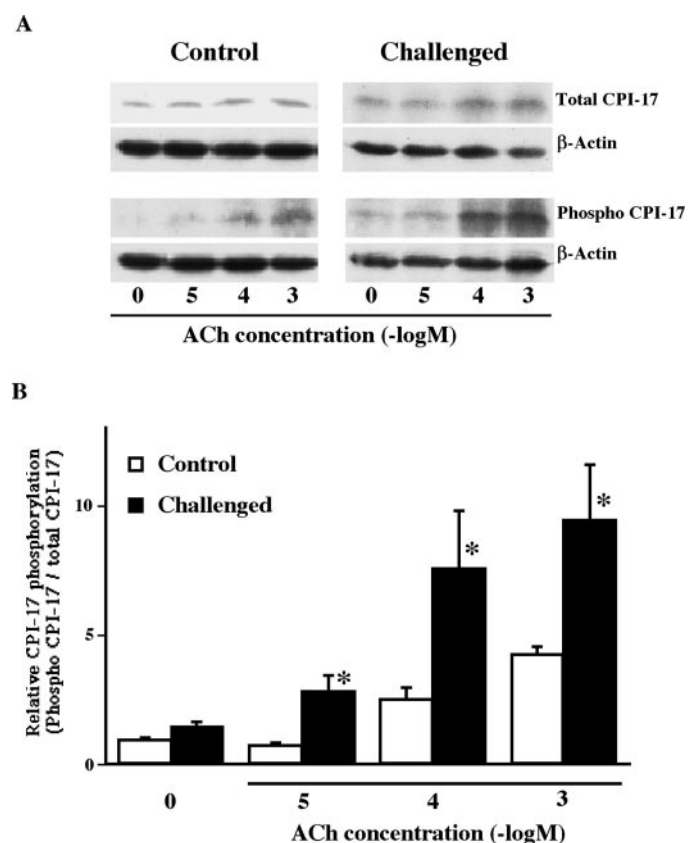 A
Control Challenged
Total CPI-17
β-Actin
Phospho CPI-17
β-Actin
0 5 4 3 0 5 4 3
ACh concentration (-logM)
B
Relative CPI-17 phosphorylation
(Phospho CPI-17 / total CPI-17)
10
5
0
Control
Challenged
*
*
*
0 5 4 3
ACh concentration (-logM)